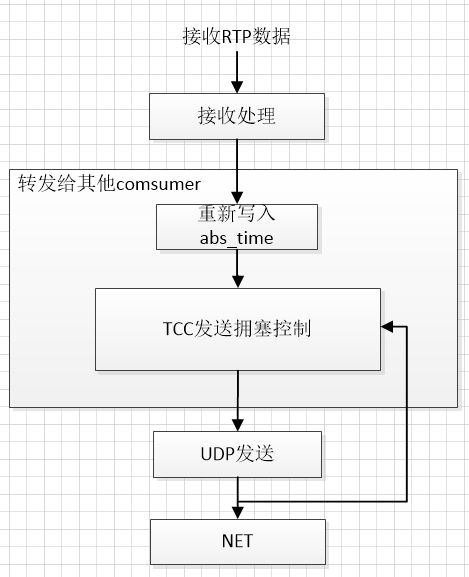 接收RTP数据
接收处理
转发给其他comsumer
重新写入
abs_time
TCC发送拥塞控制
UDP发送
NET